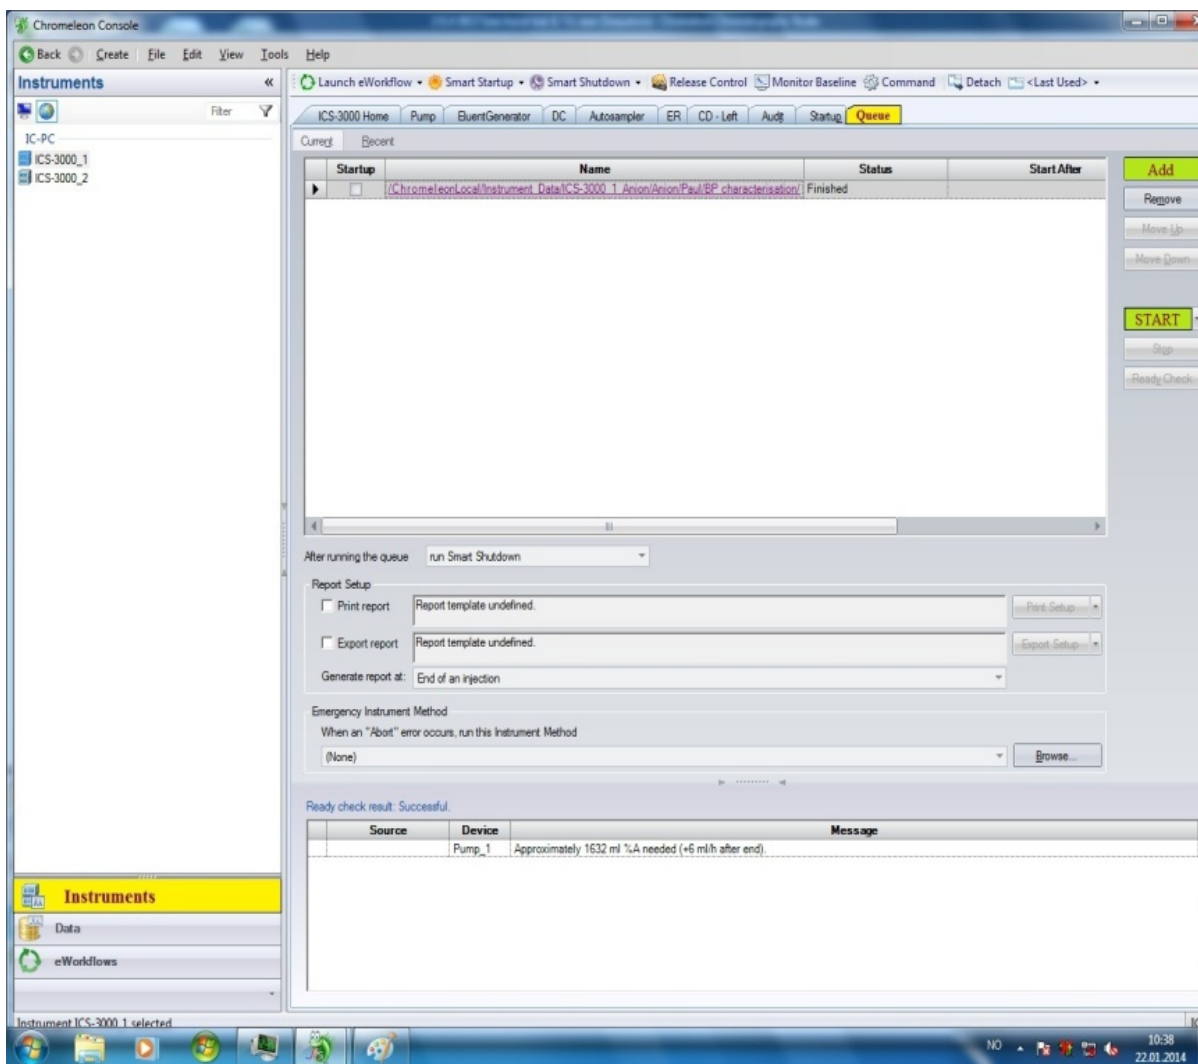 Chromeleon Console
Back Create File Edit View Tools Help
Instruments «
Launch eWorkflow Smart Startup Smart Shutdown Release Control Monitor Baseline Command Detach <Last Used>
Filter
ICS-3000 Home Pump EluentGenerator DC Autosampler ER CD - Left Audit Startup Queue
IC-PC
ICS-3000_1
ICS-3000_2
Current Recent
Startup Name Status Start After
/ChromeleonLocal/Instrument Data/ICS-3000_1 Anion/Anion/Paul/BP characterisation/ Finished
Add
Remove
Move Up
Move Down
START
Stop
Ready Check
After running the queue run Smart Shutdown
Report Setup
Print report Report template undefined. Print Setup
Export report Report template undefined. Export Setup
Generate report at: End of an injection
Emergency Instrument Method
When an "Abort" error occurs, run this Instrument Method
(None) Browse...
Ready check result: Successful.
Source Device Message
Pump_1 Approximately 1632 ml %A needed (+6 ml/h after end).
Instruments
Data
eWorkflows
Instrument ICS-3000_1 selected
NO 10:38
22.01.2014